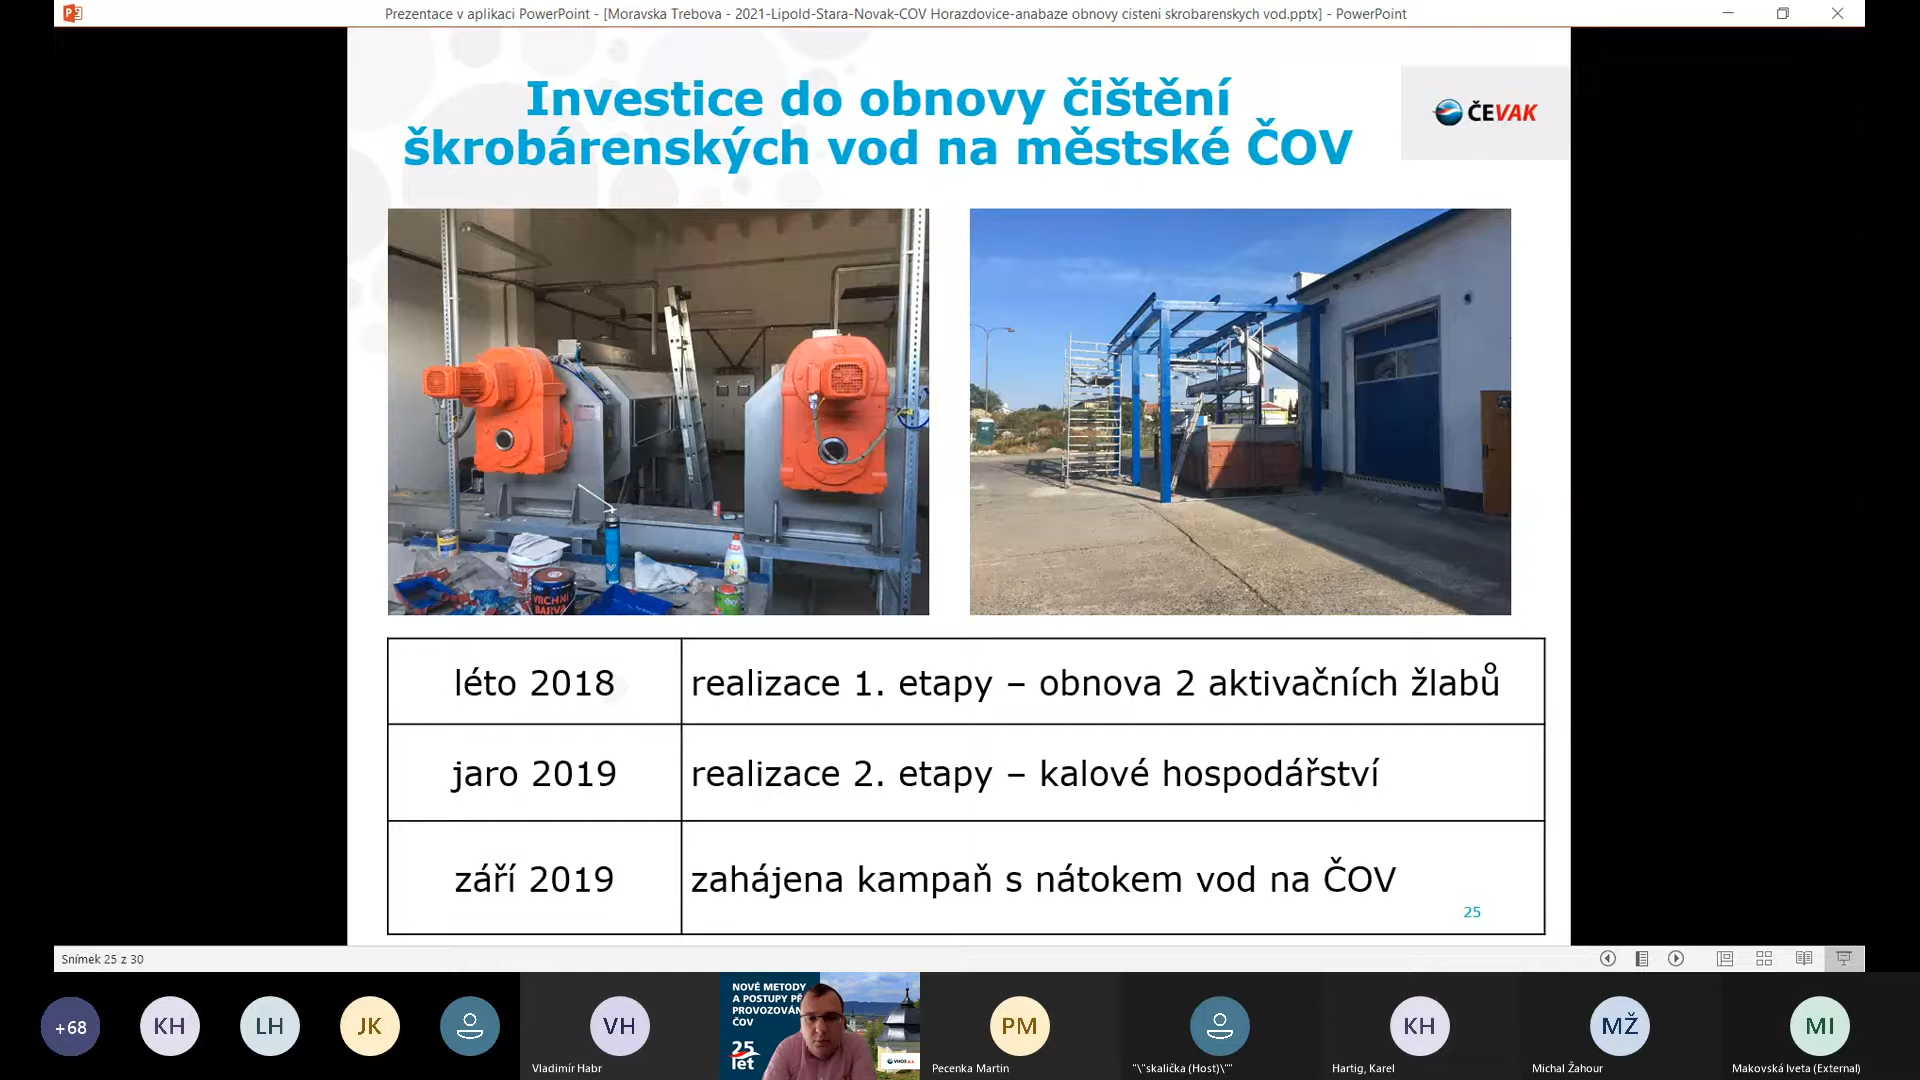 Prezentace v aplikaci PowerPoint - [Moravska Trebova - 2021-Lipold-Stara-Novak-COV Horazdovice-anabaze obnovy cisteni skrobarenskych vod.pptx] - PowerPoint
Investice do obnovy čištění
škrobárenských vod na městské ČOV
ČEVAK
VRCHNÍ
BARVA
léto 2018
realizace 1. etapy – obnova 2 aktivačních žlabů
jaro 2019
realizace 2. etapy – kalové hospodářství
září 2019
zahájena kampaň s nátokem vod na ČOV
25
Snímek 25 z 30
+68
KH
LH
JK
VH
Vladimír Habr
NOVÉ METODY
A POSTUPY PŘ
PROVOZOVÁN
ČOV
25
let
VHOS a.s.
PM
Pecenka Martin
"\"skalička (Host)\""
KH
Hartig, Karel
MŽ
Michal Žahour
MI
Makovská Iveta (External)